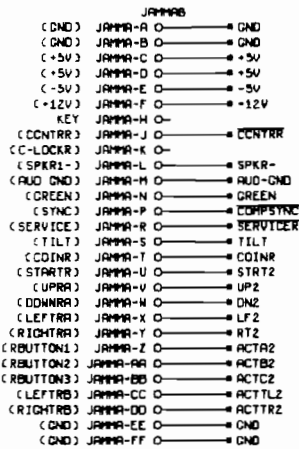 JAMMAB
(GND) JAMMA-A GND
(GND) JAMMA-B GND
(+5V) JAMMA-C +5V
(+5V) JAMMA-D +5V
(-5V) JAMMA-E -5V
(+12V) JAMMA-F +12V
KEY JAMMA-H
(CCNTRR) JAMMA-J CCNTRR
(C-LOCKR) JAMMA-K
(SPKR1-) JAMMA-L SPKR-
(AUD GND) JAMMA-M AUD-GND
(GREEN) JAMMA-N GREEN
(SYNC) JAMMA-P COMPSYNC
(SERVICE) JAMMA-R SERVICER
(TILT) JAMMA-S TILT
(COINR) JAMMA-T COINR
(STARTR) JAMMA-U STRT2
(UPRA) JAMMA-V UP2
(DOWNRA) JAMMA-W DN2
(LEFTRA) JAMMA-X LF2
(RIGHTRA) JAMMA-Y RT2
(RBUTTON1) JAMMA-Z ACTA2
(RBUTTON2) JAMMA-AA ACTB2
(RBUTTON3) JAMMA-BB ACTC2
(LEFTRB) JAMMA-CC ACTTL2
(RIGHTRB) JAMMA-DD ACTTR2
(GND) JAMMA-EE GND
(GND) JAMMA-FF GND